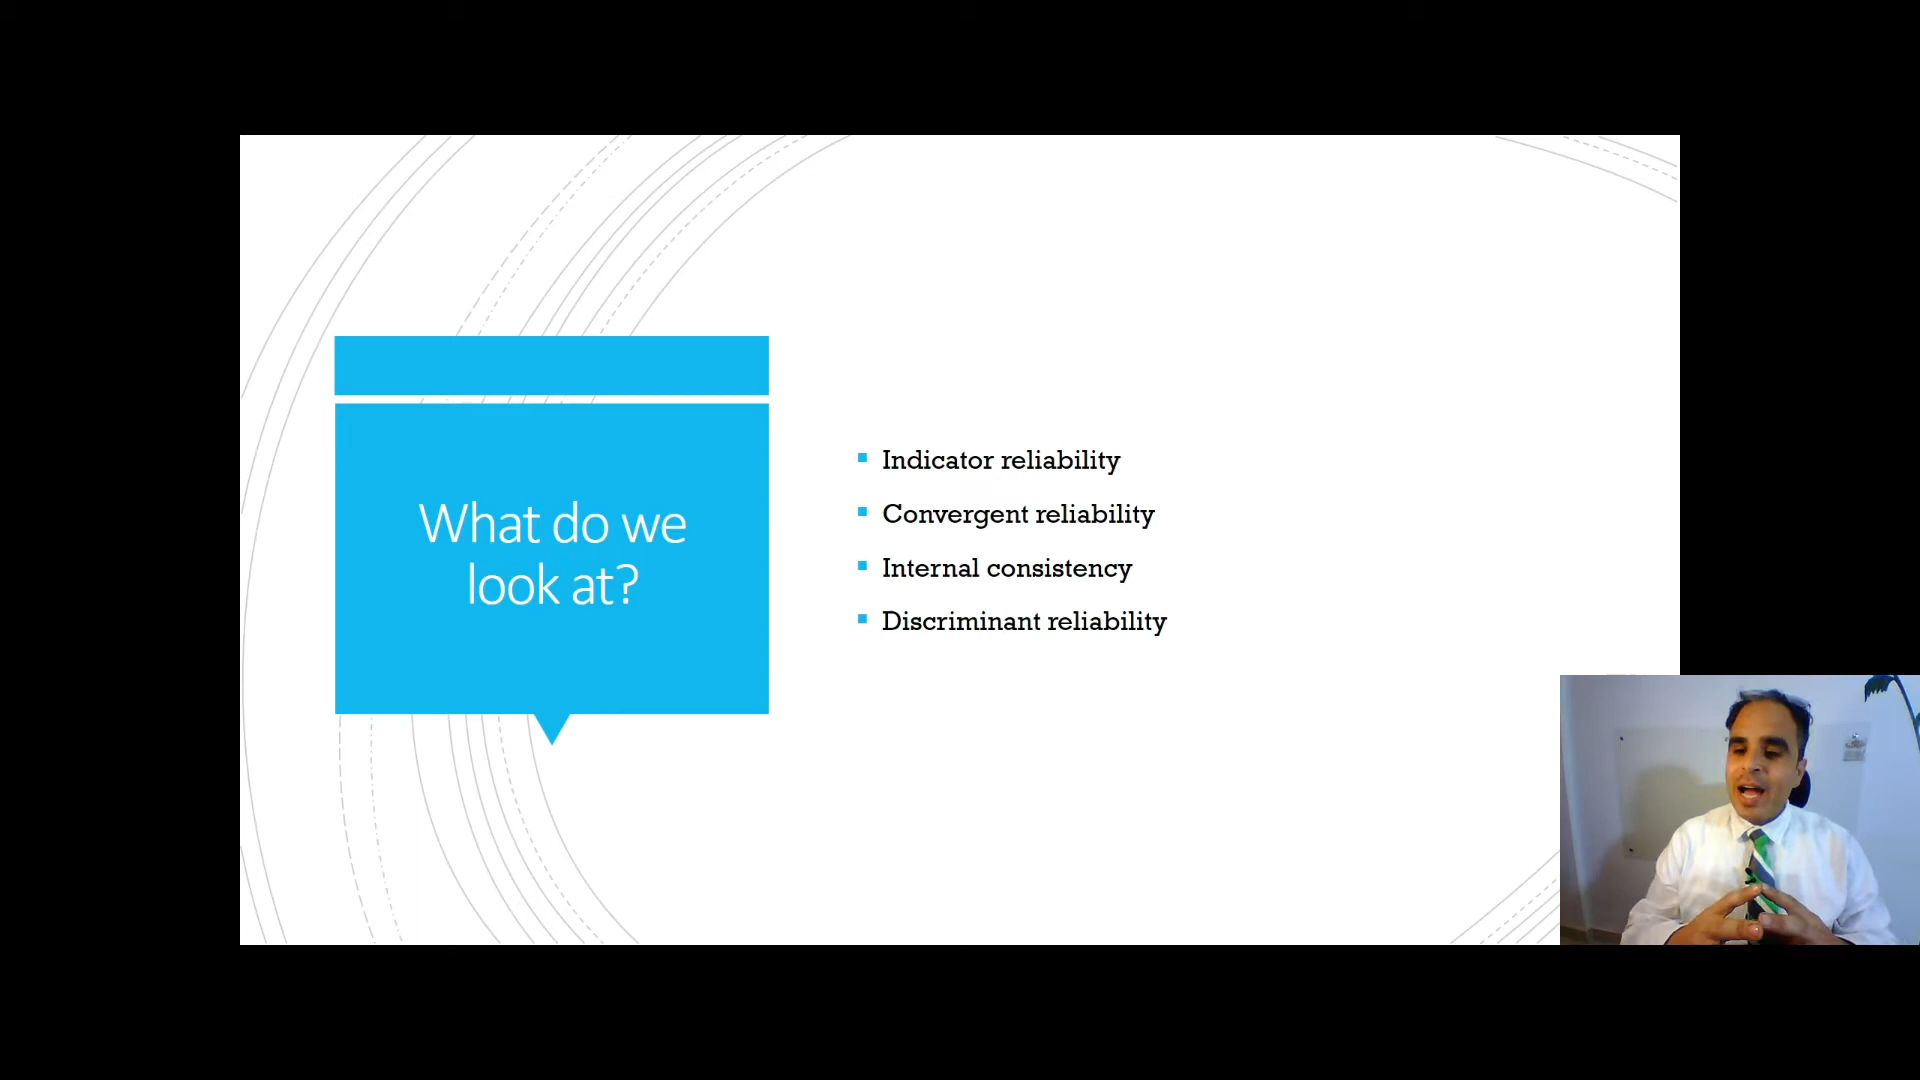 What do we
look at?
Indicator reliability
Convergent reliability
Internal consistency
Discriminant reliability